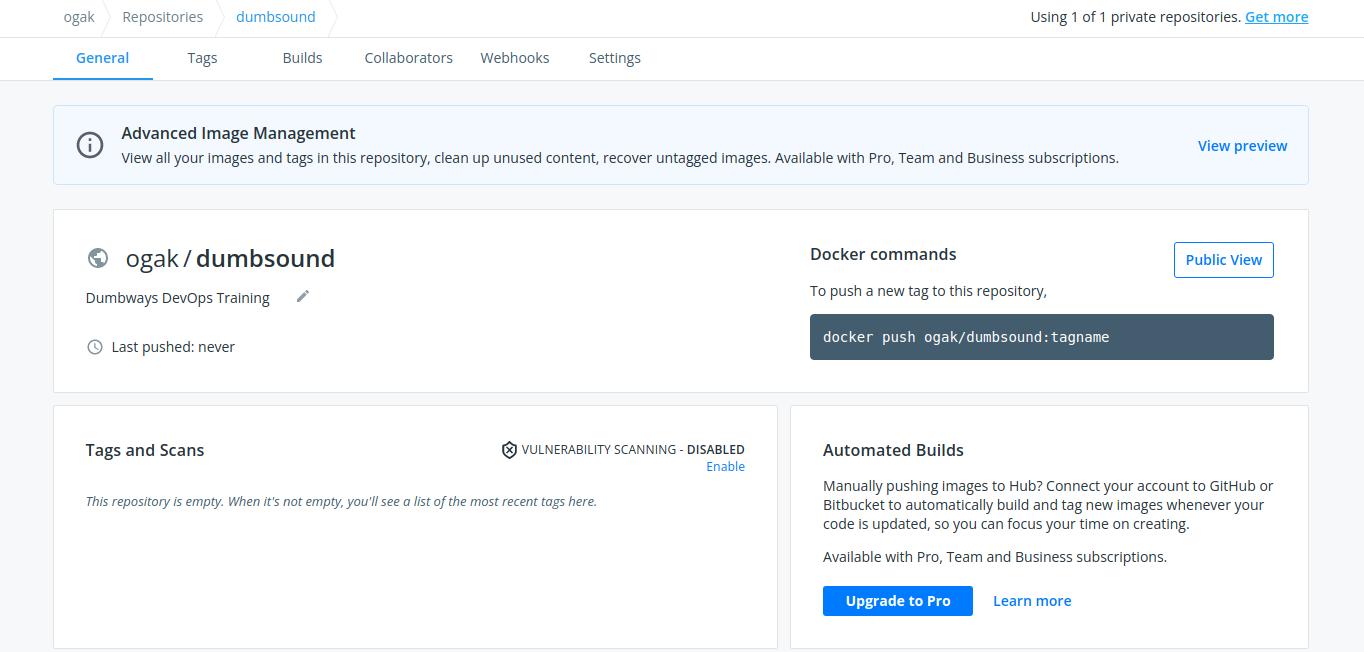 ogak Repositories dumbsound Using 1 of 1 private repositories. Get more
General Tags Builds Collaborators Webhooks Settings
Advanced Image Management
View all your images and tags in this repository, clean up unused content, recover untagged images. Available with Pro, Team and Business subscriptions.
View preview
ogak / dumbsound
Dumbways DevOps Training
Last pushed: never
Docker commands
Public View
To push a new tag to this repository,
docker push ogak/dumbsound:tagname
Tags and Scans
VULNERABILITY SCANNING - DISABLED
Enable
This repository is empty. When it's not empty, you'll see a list of the most recent tags here.
Automated Builds
Manually pushing images to Hub? Connect your account to GitHub or
Bitbucket to automatically build and tag new images whenever your
code is updated, so you can focus your time on creating.
Available with Pro, Team and Business subscriptions.
Upgrade to Pro Learn more